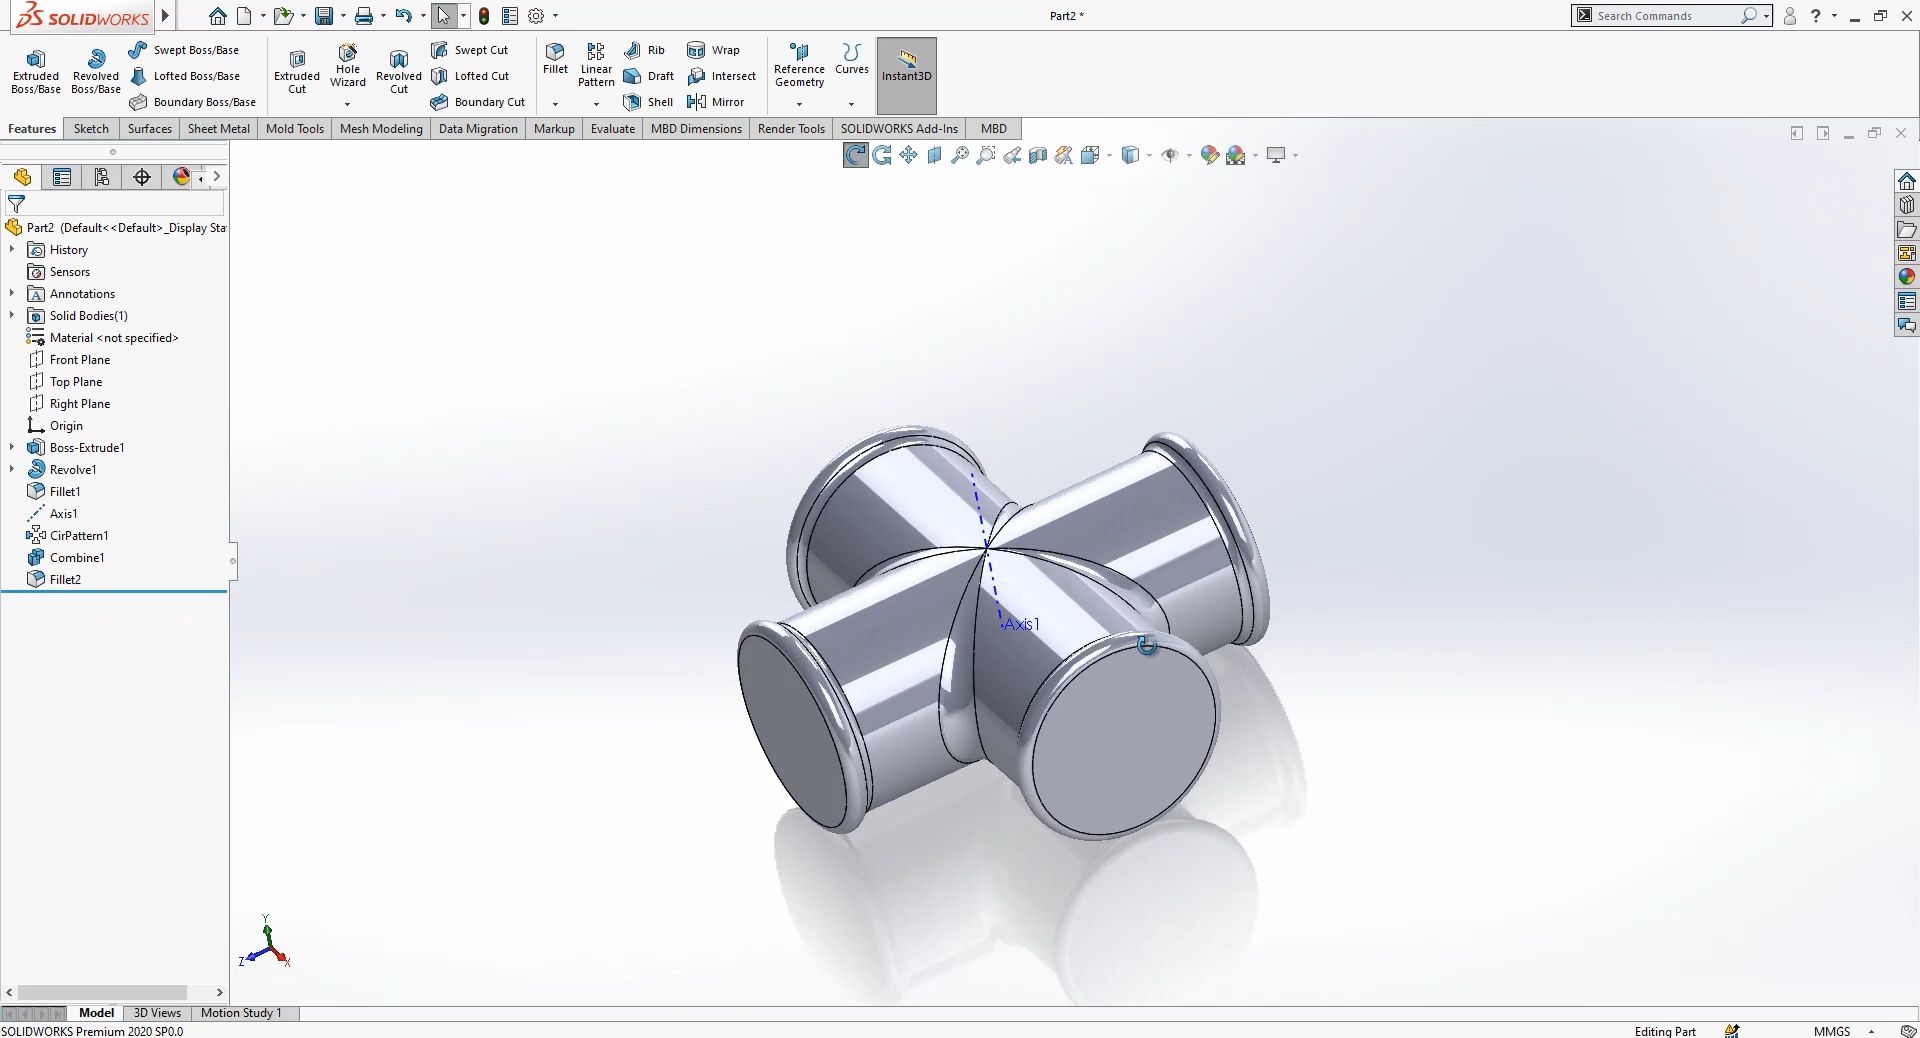 SOLIDWORKS
Part2 *
Search Commands
?
Extruded Boss/Base
Revolved Boss/Base
Swept Boss/Base
Lofted Boss/Base
Boundary Boss/Base
Extruded Cut
Hole Wizard
Revolved Cut
Swept Cut
Lofted Cut
Boundary Cut
Fillet
Linear Pattern
Rib
Draft
Shell
Wrap
Intersect
Mirror
Reference Geometry
Curves
Instant3D
Features
Sketch
Surfaces
Sheet Metal
Mold Tools
Mesh Modeling
Data Migration
Markup
Evaluate
MBD Dimensions
Render Tools
SOLIDWORKS Add-Ins
MBD
Part2 (Default<<Default>_Display Sta
History
Sensors
Annotations
Solid Bodies(1)
Material <not specified>
Front Plane
Top Plane
Right Plane
Origin
Boss-Extrude1
Revolve1
Fillet1
Axis1
CirPattern1
Combine1
Fillet2
Axis1
Y
Z
X
Model
3D Views
Motion Study 1
SOLIDWORKS Premium 2020 SP0.0
Editing Part
MMGS